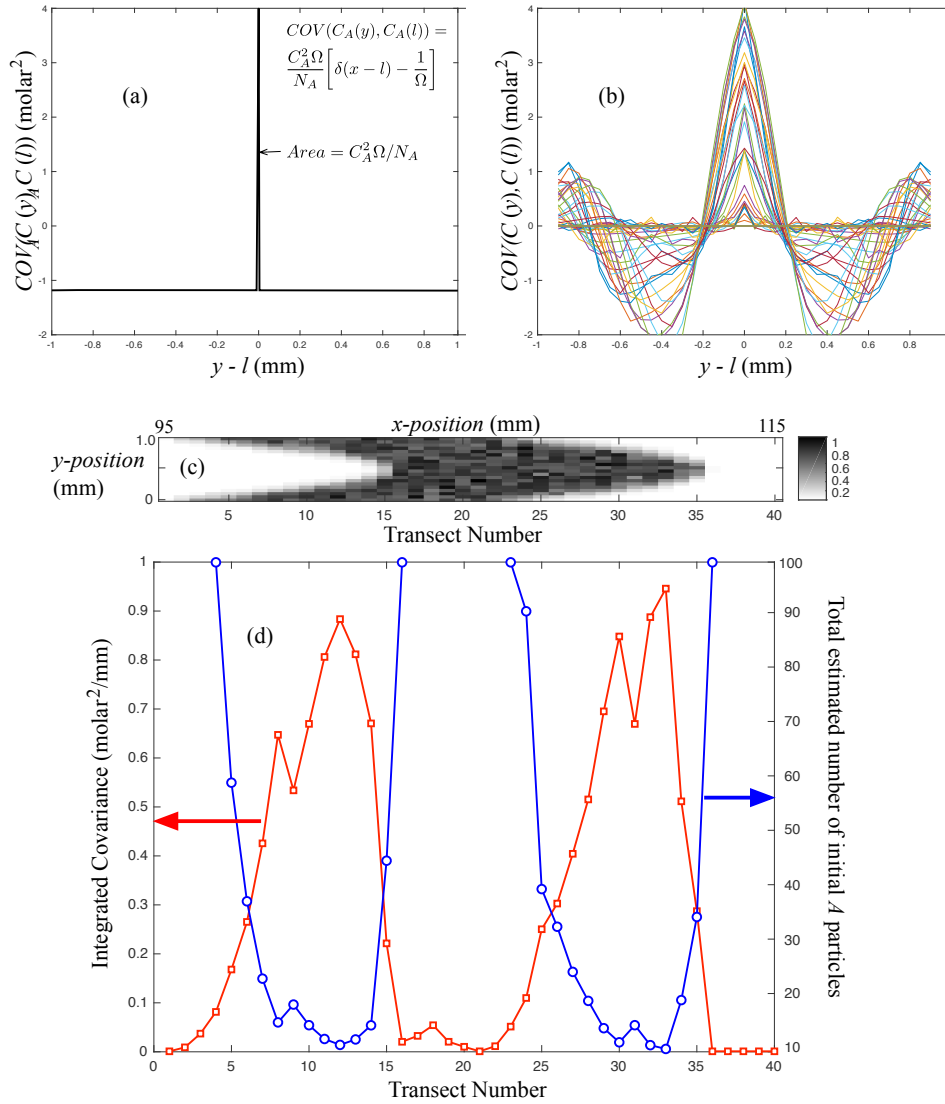 COV(C_A(y), C_A(l)) =
\frac{C_A^2 Ω}{N_A} [ δ(x − l) − \frac{1}{Ω} ]
(a)
Area = C_A^2 Ω/N_A
4
3
2
1
0
-1
-2
-1 -0.8 -0.6 -0.4 -0.2 0 0.2 0.4 0.6 0.8 1
y - l (mm)
(b)
COV(C (y), C (l)) (molar²)
4
3
2
1
0
-1
-2
-1 -0.8 -0.6 -0.4 -0.2 0 0.2 0.4 0.6 0.8
y - l (mm)
95 x-position (mm) 115
y-position
(mm)
1.0
0
(c)
1
0.8
0.6
0.4
0.2
5 10 15 20 25 30 35 40
Transect Number
(d)
Integrated Covariance (molar²/mm)
1
0.9
0.8
0.7
0.6
0.5
0.4
0.3
0.2
0.1
0
Total estimated number of initial A particles
100
90
80
70
60
50
40
30
20
10
0 5 10 15 20 25 30 35 40
Transect Number